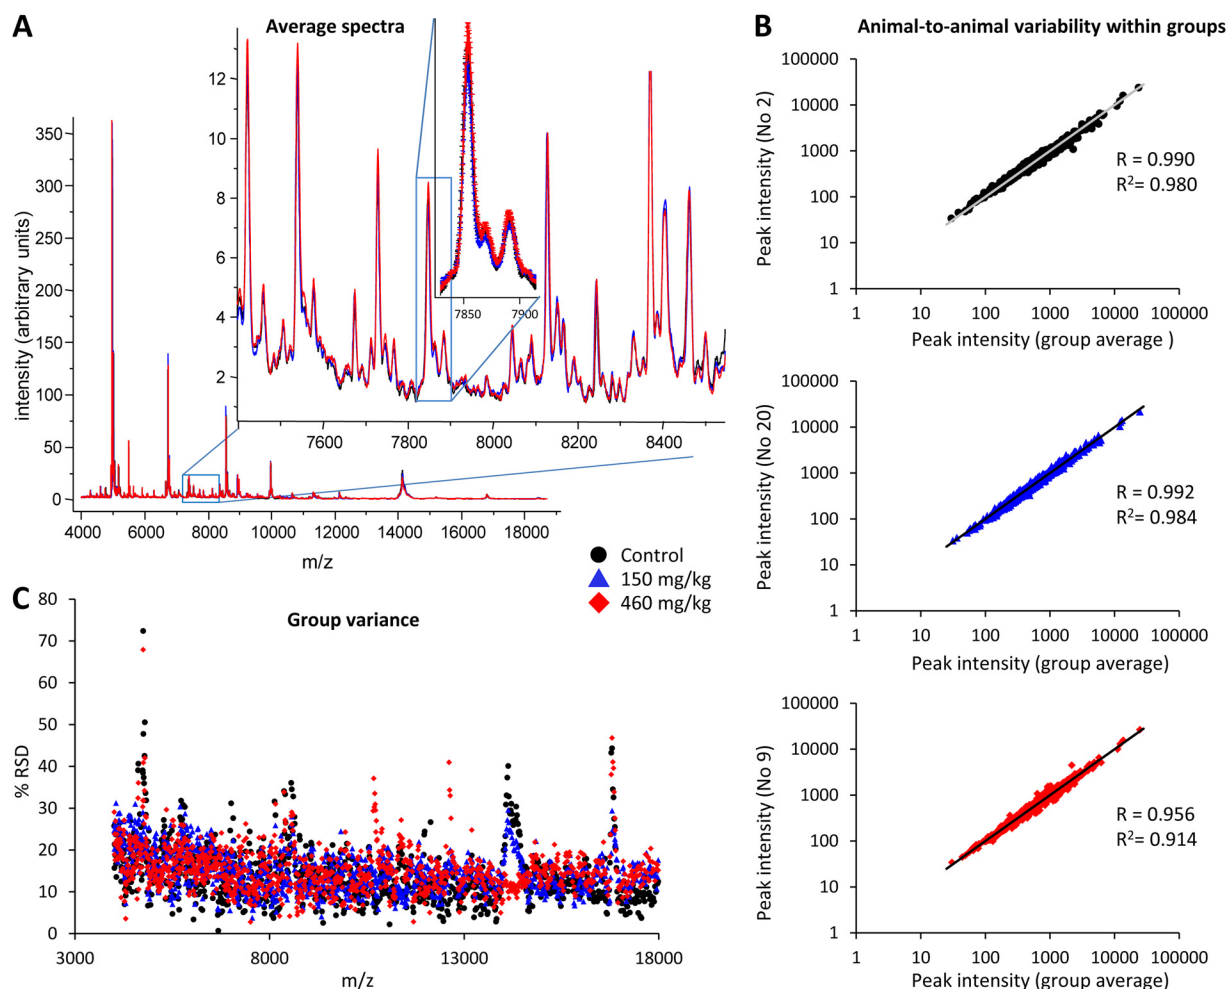 A
Average spectra
intensity (arbitrary units)
350
300
250
200
150
100
50
0
4000 6000 8000 10000 12000 14000 16000 18000
m/z
12
10
8
6
4
2
7600 7800 8000 8200 8400
7850 7900
B
Animal-to-animal variability within groups
Peak intensity (No 2)
100000
10000
1000
100
10
1
R = 0.990
R²= 0.980
1 10 100 1000 10000 100000
Peak intensity (group average )
Peak intensity (No 20)
100000
10000
1000
100
10
1
R = 0.992
R²= 0.984
1 10 100 1000 10000 100000
Peak intensity (group average)
Peak intensity (No 9)
100000
10000
1000
100
10
1
R = 0.956
R²= 0.914
1 10 100 1000 10000 100000
Peak intensity (group average)
Control
150 mg/kg
460 mg/kg
C
Group variance
% RSD
80
70
60
50
40
30
20
10
0
3000 8000 13000 18000
m/z